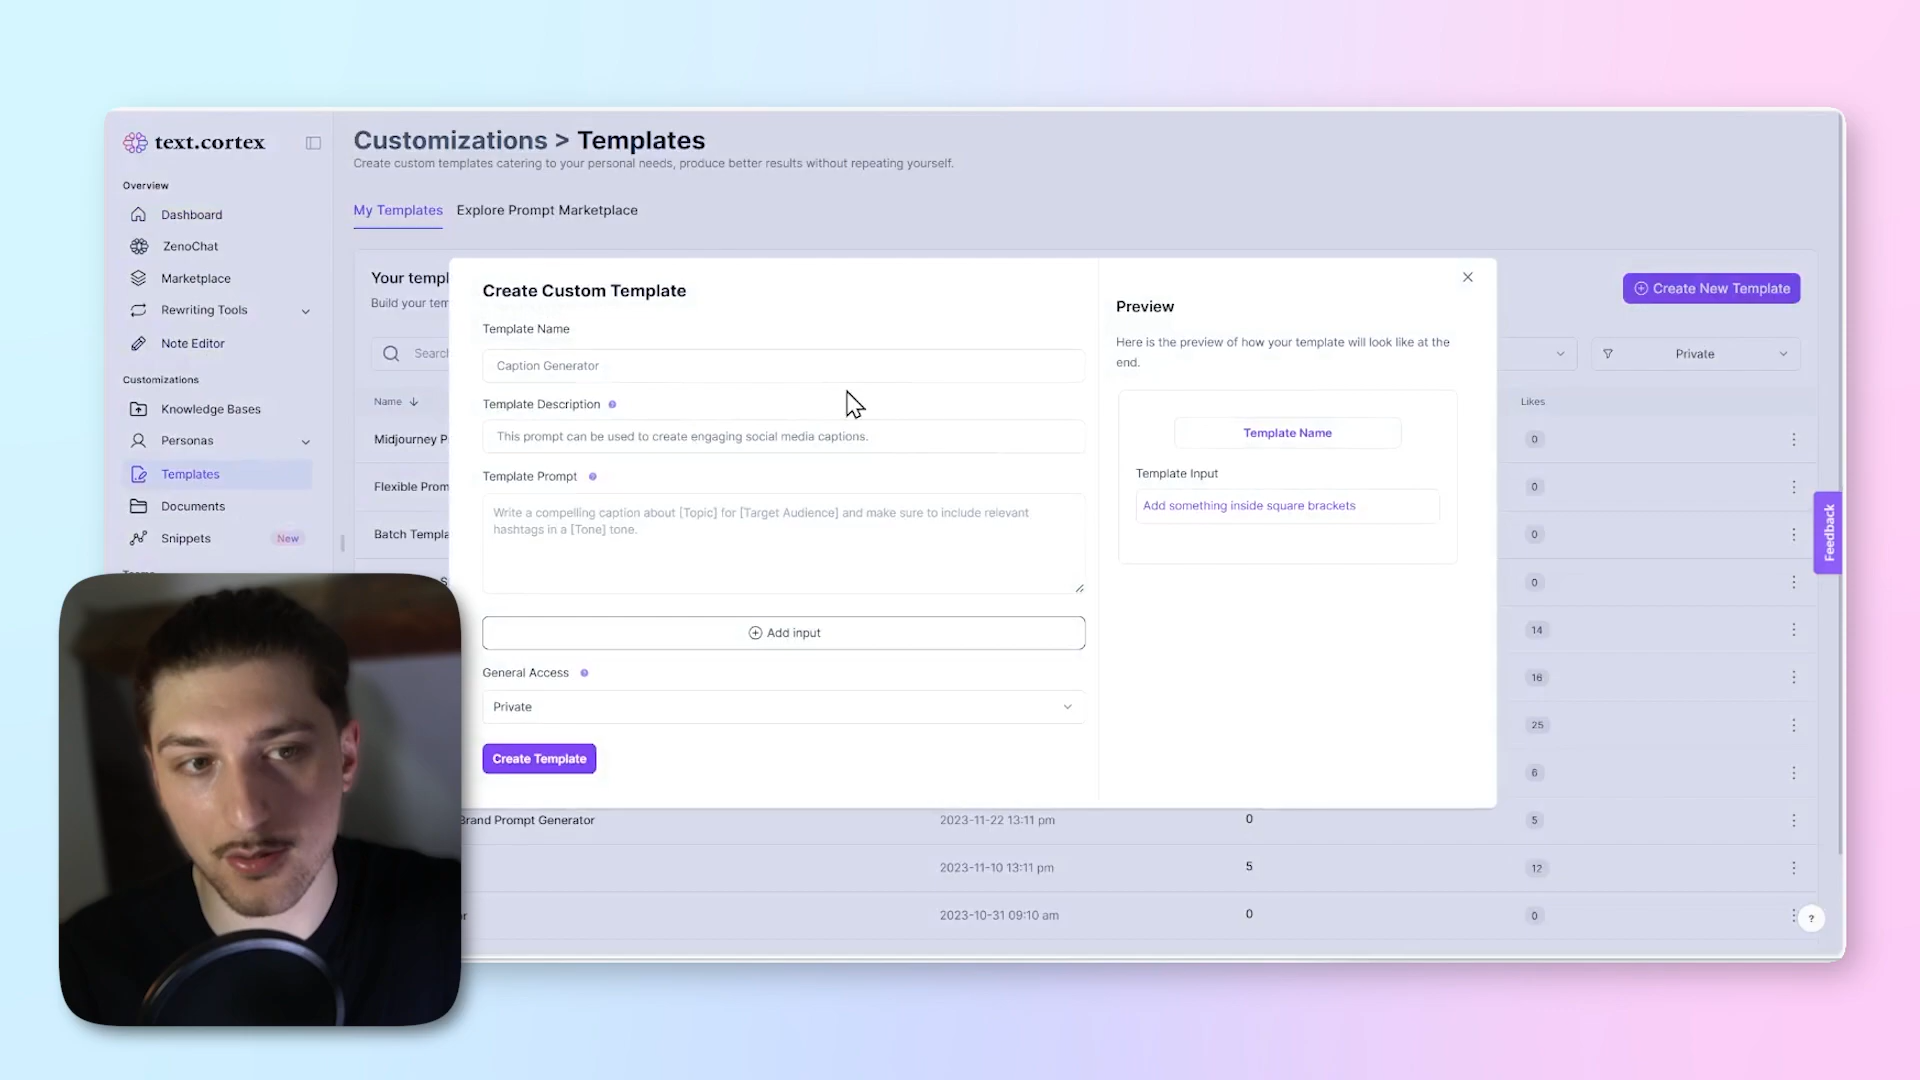 text.cortex
Overview
Dashboard
ZenoChat
Marketplace
Rewriting Tools
Note Editor
Customizations
Knowledge Bases
Personas
Templates
Documents
Snippets New
Customizations > Templates
Create custom templates catering to your personal needs, produce better results without repeating yourself.
My Templates Explore Prompt Marketplace
Your templ
Build your tem
Create New Template
Searc
Private
Name
Likes
Midjourney P
0
Flexible Prom
0
Batch Templa
0
0
14
16
25
6
Brand Prompt Generator 2023-11-22 13:11 pm 0 5
2023-11-10 13:11 pm 5 12
or 2023-10-31 09:10 am 0 0
Create Custom Template
Template Name
Caption Generator
Template Description
This prompt can be used to create engaging social media captions.
Template Prompt
Write a compelling caption about [Topic] for [Target Audience] and make sure to include relevant
hashtags in a [Tone] tone.
Add input
General Access
Private
Create Template
Preview
Here is the preview of how your template will look like at the
end.
Template Name
Template Input
Add something inside square brackets
Feedback
?